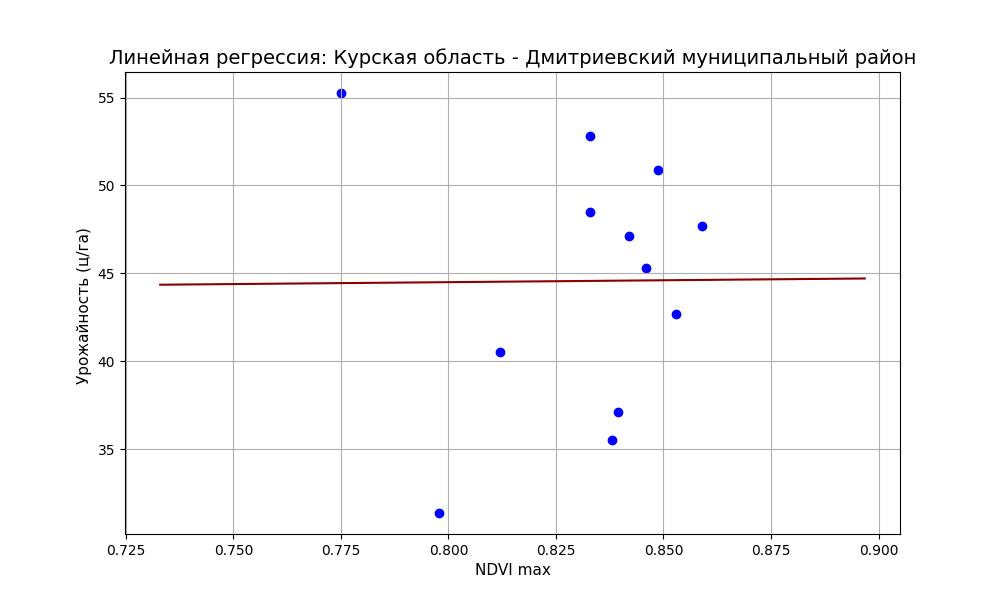 Линейная регрессия: Курская область - Дмитриевский муниципальный район
Урожайность (ц/га)
55
50
45
40
35
0.725 0.750 0.775 0.800 0.825 0.850 0.875 0.900
NDVI max